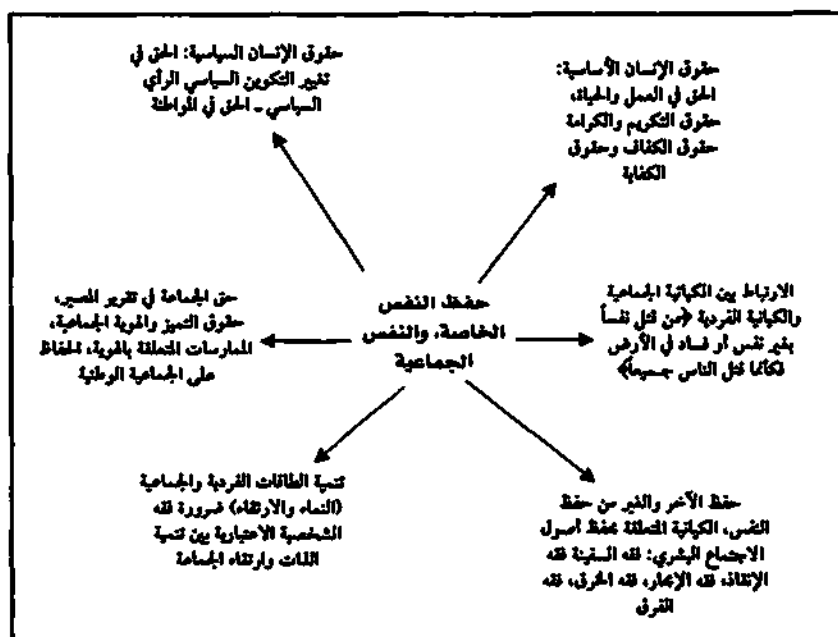 حقوق الإنسان السياسية: الحق في
تغيير التكوين السياسي الرأي
السياسي ـ الحق في المواطنة
حقوق الإنسان الأساسية:
الحق في العمل والحياة،
حقوق التكريم والكرامة
حقوق الكفاف وحقوق
الكفاية
حفظ النفس
الخاصة، والنفس
الجماعية
الارتباط بين الكيانية الجماعية
والكيانية الفردية ﴿من قتل نفساً
بغير نفس أو فساد في الأرض
فكأنما قتل الناس جميعاً﴾
حق الجماعة في تقرير المصير،
حقوق التميز والهوية الجماعية،
الممارسات المتعلقة بالهوية، الحفاظ
على الجماعية الوطنية
تنمية الطاقات الفردية والجماعية
(النماء والارتقاء) ضرورة فقه
الشخصية الاعتبارية بين تنمية
الذات وارتقاء الجماعة
حفظ الآخر والغير من حفظ
النفس، الكيانية المتعلقة بحفظ أصول
الاجتماع البشري: فقه السفينة فقه
الإنقاذ، فقه الإبحار، فقه الخرق، فقه
الغرق